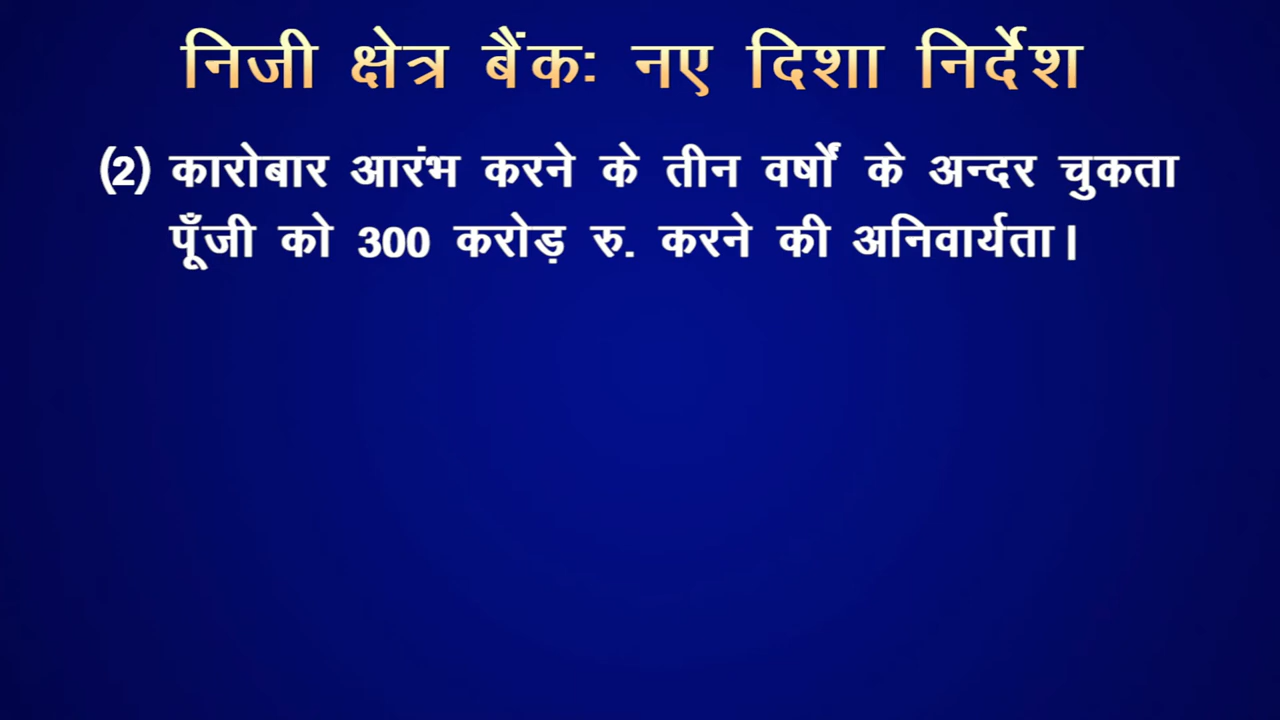 निजी क्षेत्र बैंकः नए दिशा निर्देश
(2) कारोबार आरंभ करने के तीन वर्षों के अन्दर चुकता
पूँजी को 300 करोड़ रु. करने की अनिवार्यता।